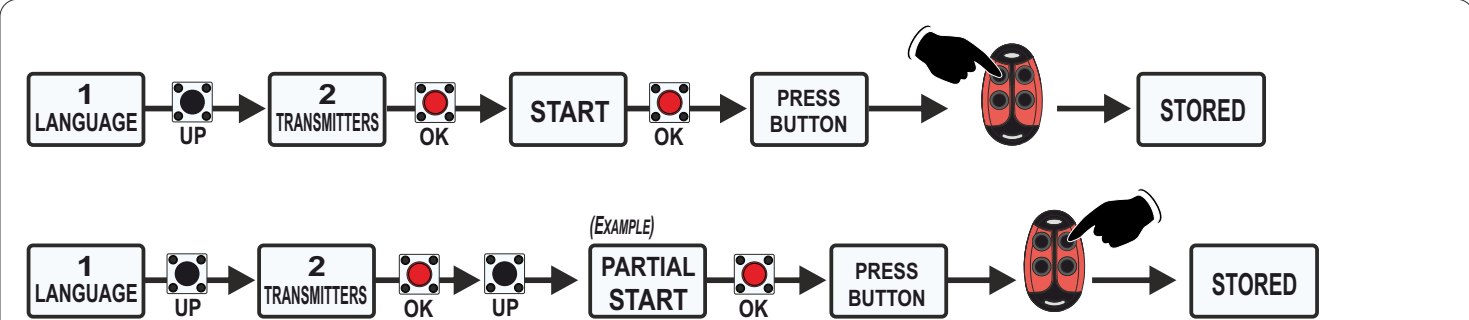 1
LANGUAGE
UP
2
TRANSMITTERS
OK
START
OK
PRESS
BUTTON
STORED
(EXAMPLE)
1
LANGUAGE
UP
2
TRANSMITTERS
OK
UP
PARTIAL
START
OK
PRESS
BUTTON
STORED